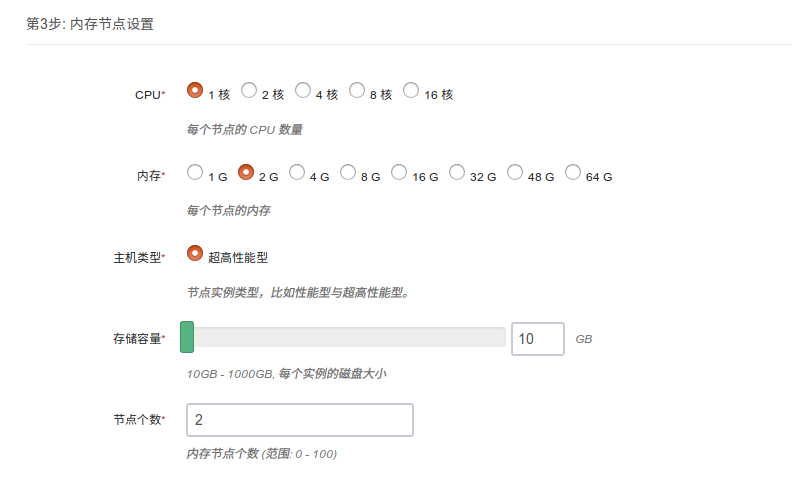 第3步: 内存节点设置
CPU* 1 核 2 核 4 核 8 核 16 核
每个节点的 CPU 数量
内存* 1 G 2 G 4 G 8 G 16 G 32 G 48 G 64 G
每个节点的内存
主机类型* 超高性能型
节点实例类型，比如性能型与超高性能型。
存储容量* 10 GB
10GB - 1000GB, 每个实例的磁盘大小
节点个数* 2
内存节点个数 (范围: 0 - 100)